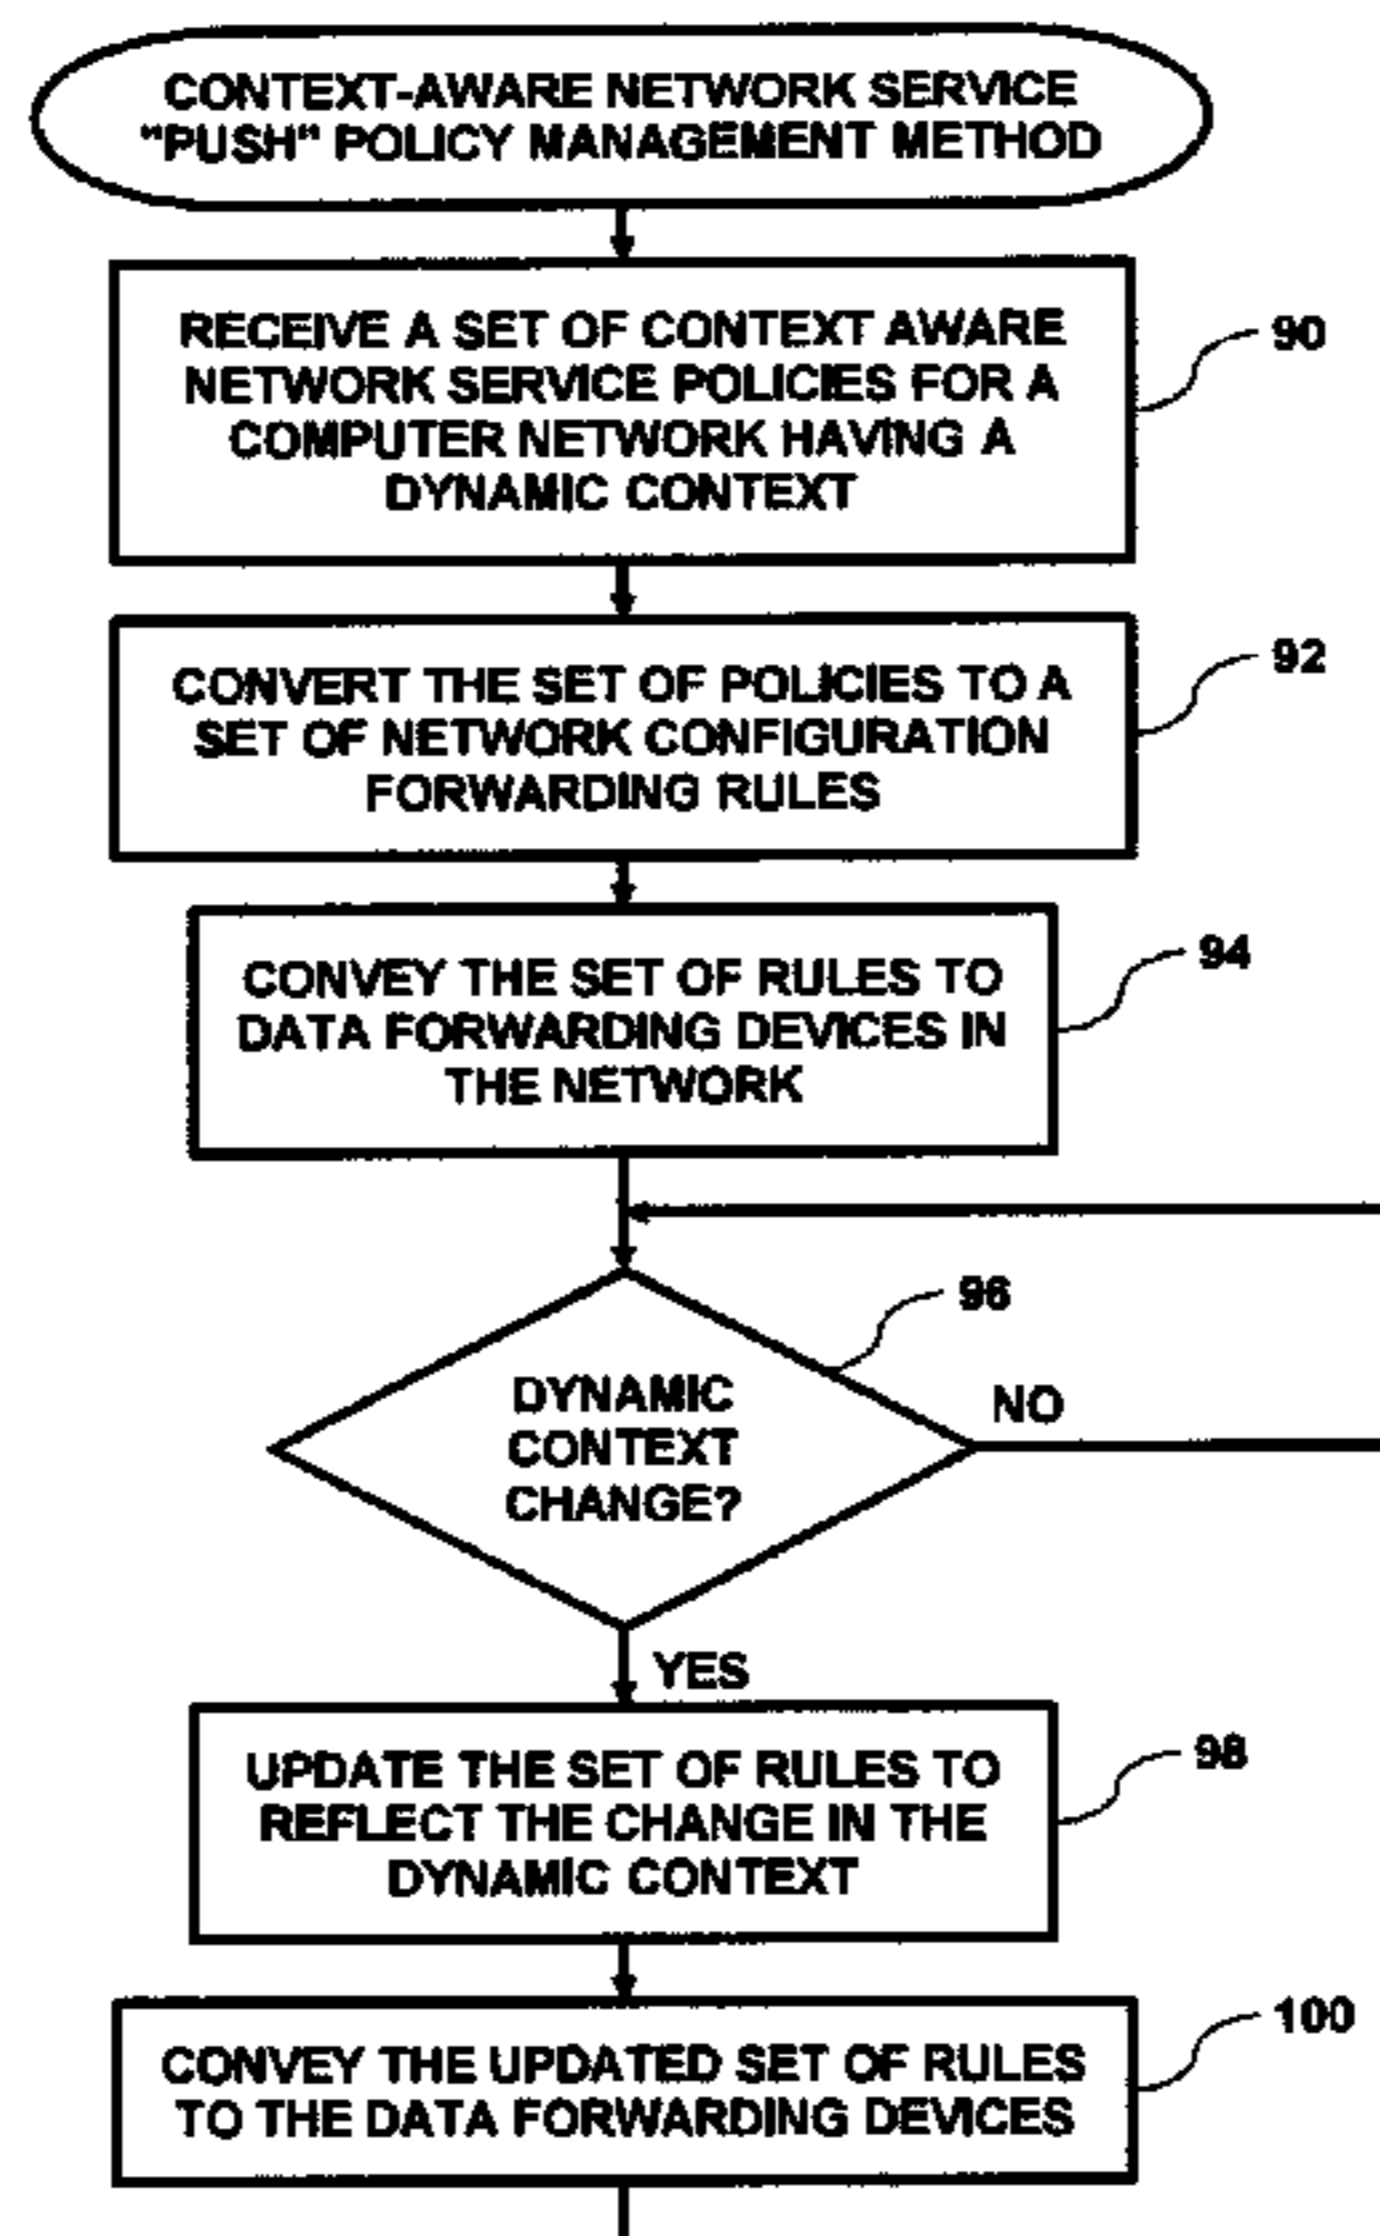 CONTEXT-AWARE NETWORK SERVICE
"PUSH" POLICY MANAGEMENT METHOD
RECEIVE A SET OF CONTEXT AWARE
NETWORK SERVICE POLICIES FOR A
COMPUTER NETWORK HAVING A
DYNAMIC CONTEXT
90
CONVERT THE SET OF POLICIES TO A
SET OF NETWORK CONFIGURATION
FORWARDING RULES
92
CONVEY THE SET OF RULES TO
DATA FORWARDING DEVICES IN
THE NETWORK
94
96
DYNAMIC
CONTEXT
CHANGE?
NO
YES
UPDATE THE SET OF RULES TO
REFLECT THE CHANGE IN THE
DYNAMIC CONTEXT
98
CONVEY THE UPDATED SET OF RULES
TO THE DATA FORWARDING DEVICES
100